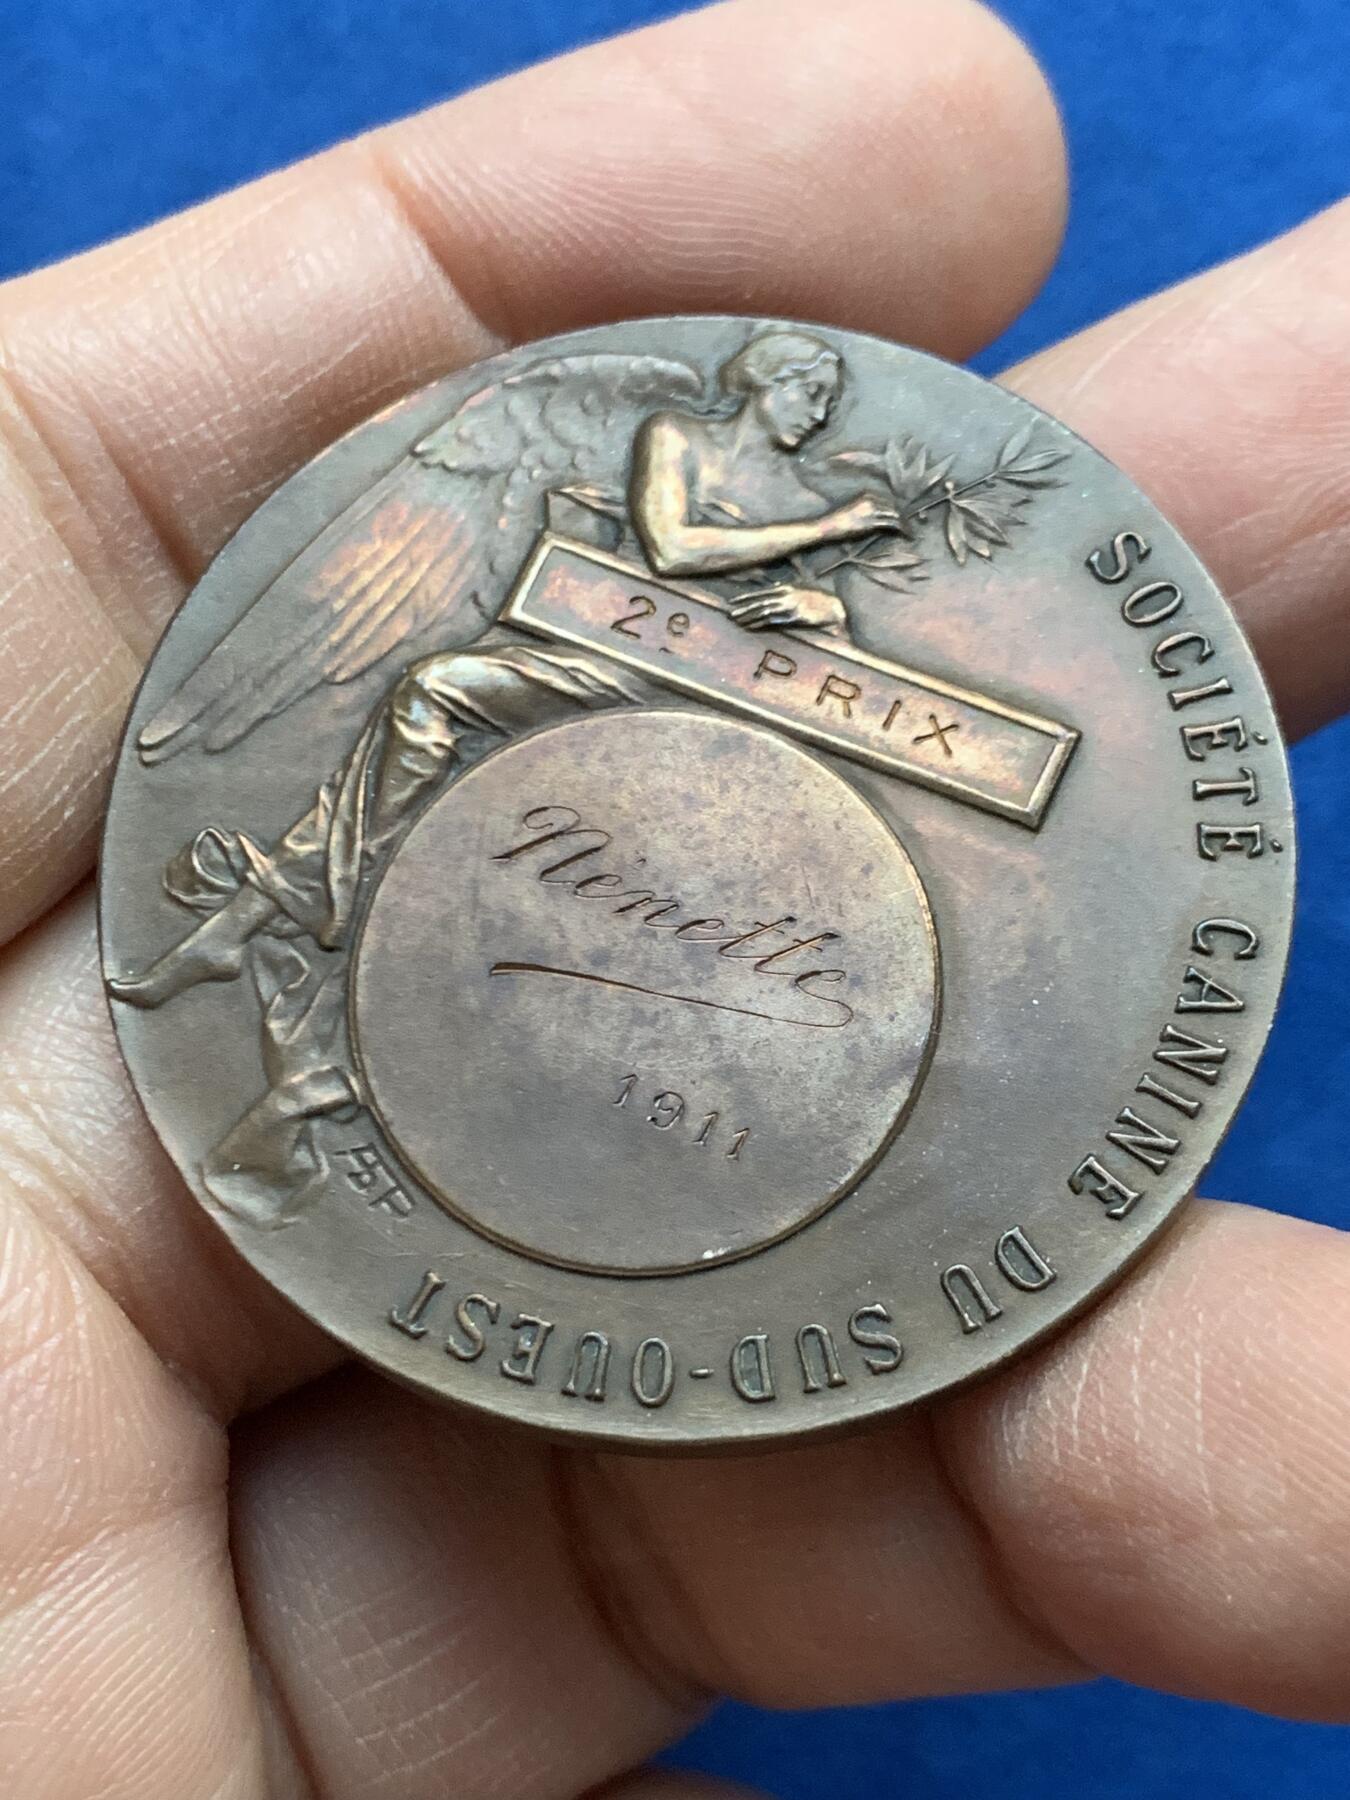 2e PRIX
Nénette
1911
SOCIÉTÉ CANINE DU SUD-OUEST